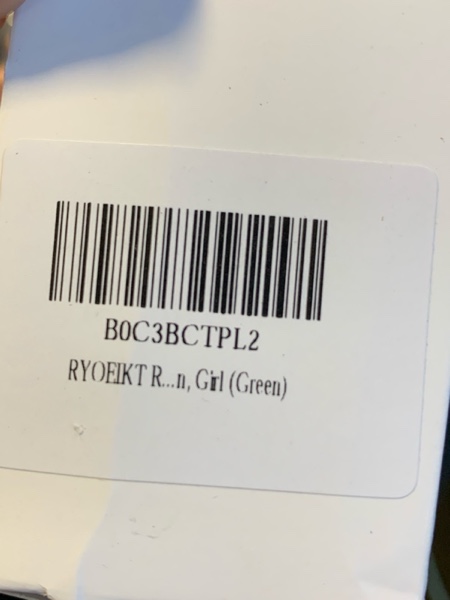 B0C3BCTPL2
RYOEIKT R...n, Girl (Green)